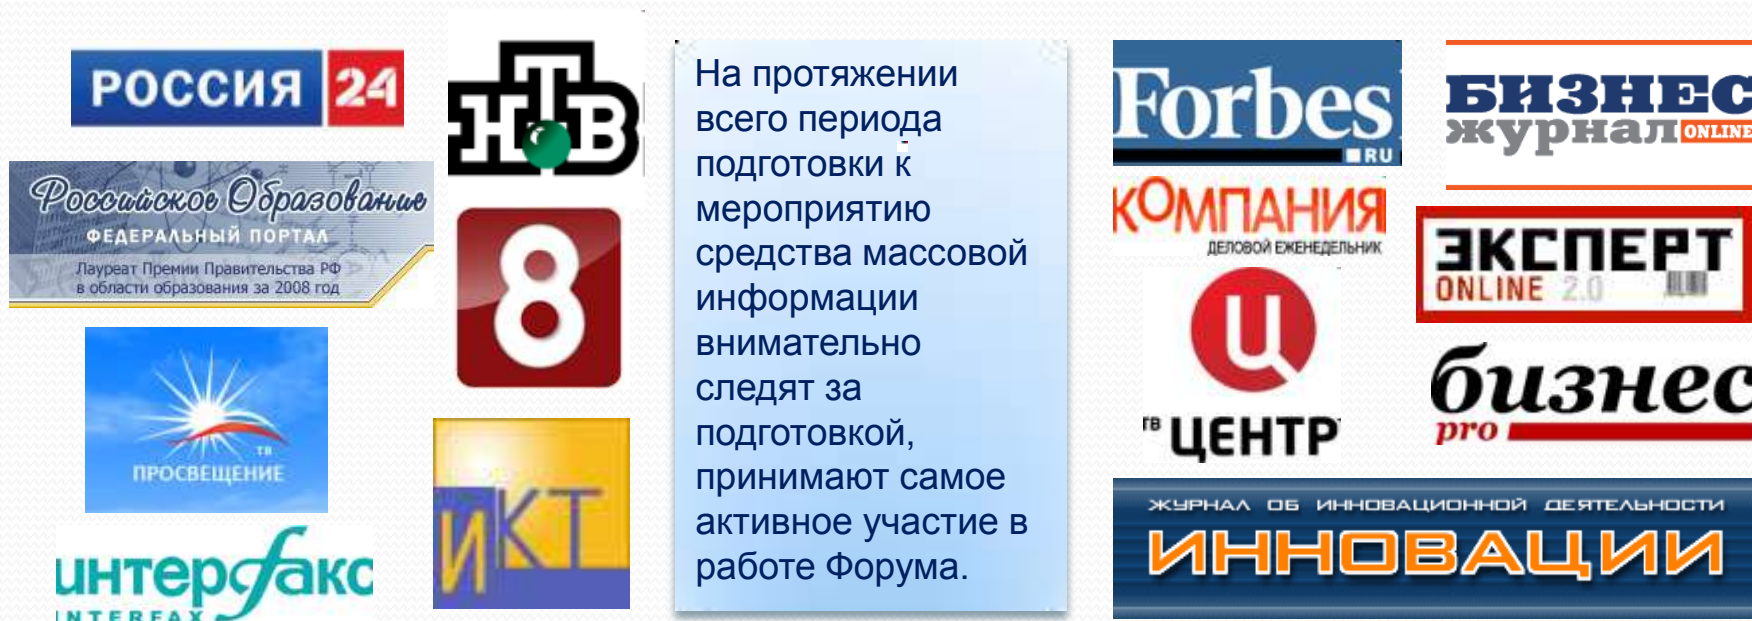 РОССИЯ 24
НТВ
Российское Образование
ФЕДЕРАЛЬНЫЙ ПОРТАЛ
Лауреат Премии Правительства РФ
в области образования за 2008 год
8
ТВ
ПРОСВЕЩЕНИЕ
ИКТ
интерфакс
INTERFAX
На протяжении
всего периода
подготовки к
мероприятию
средства массовой
информации
внимательно
следят за
подготовкой,
принимают самое
активное участие в
работе Форума.
Forbes
RU
БИЗНЕС
журнал ONLINE
КОМПАНИЯ
ДЕЛОВОЙ ЕЖЕНЕДЕЛЬНИК
ЭКСПЕРТ
ONLINE 2.0
Ц
ТВ ЦЕНТР
бизнес
pro
ЖУРНАЛ ОБ ИННОВАЦИОННОЙ ДЕЯТЕЛЬНОСТИ
ИННОВАЦИИ